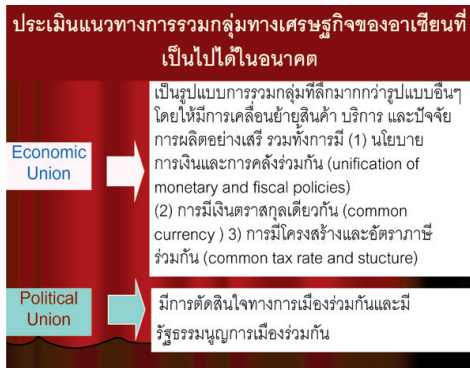 ประเมินแนวทางการรวมกลุ่มทางเศรษฐกิจของอาเซียนที่
เป็นไปได้ในอนาคต
Economic
Union
เป็นรูปแบบการรวมกลุ่มที่ลึกมากกว่ารูปแบบอื่นๆ
โดยให้มีการเคลื่อนย้ายสินค้า บริการ และปัจจัย
การผลิตอย่างเสรี รวมทั้งการมี (1) นโยบาย
การเงินและการคลังร่วมกัน (unification of
monetary and fiscal policies)
(2) การมีเงินตราสกุลเดียวกัน (common
currency ) 3) การมีโครงสร้างและอัตราภาษี
ร่วมกัน (common tax rate and stucture)
Political
Union
มีการตัดสินใจทางการเมืองร่วมกันและมี
รัฐธรรมนูญการเมืองร่วมกัน